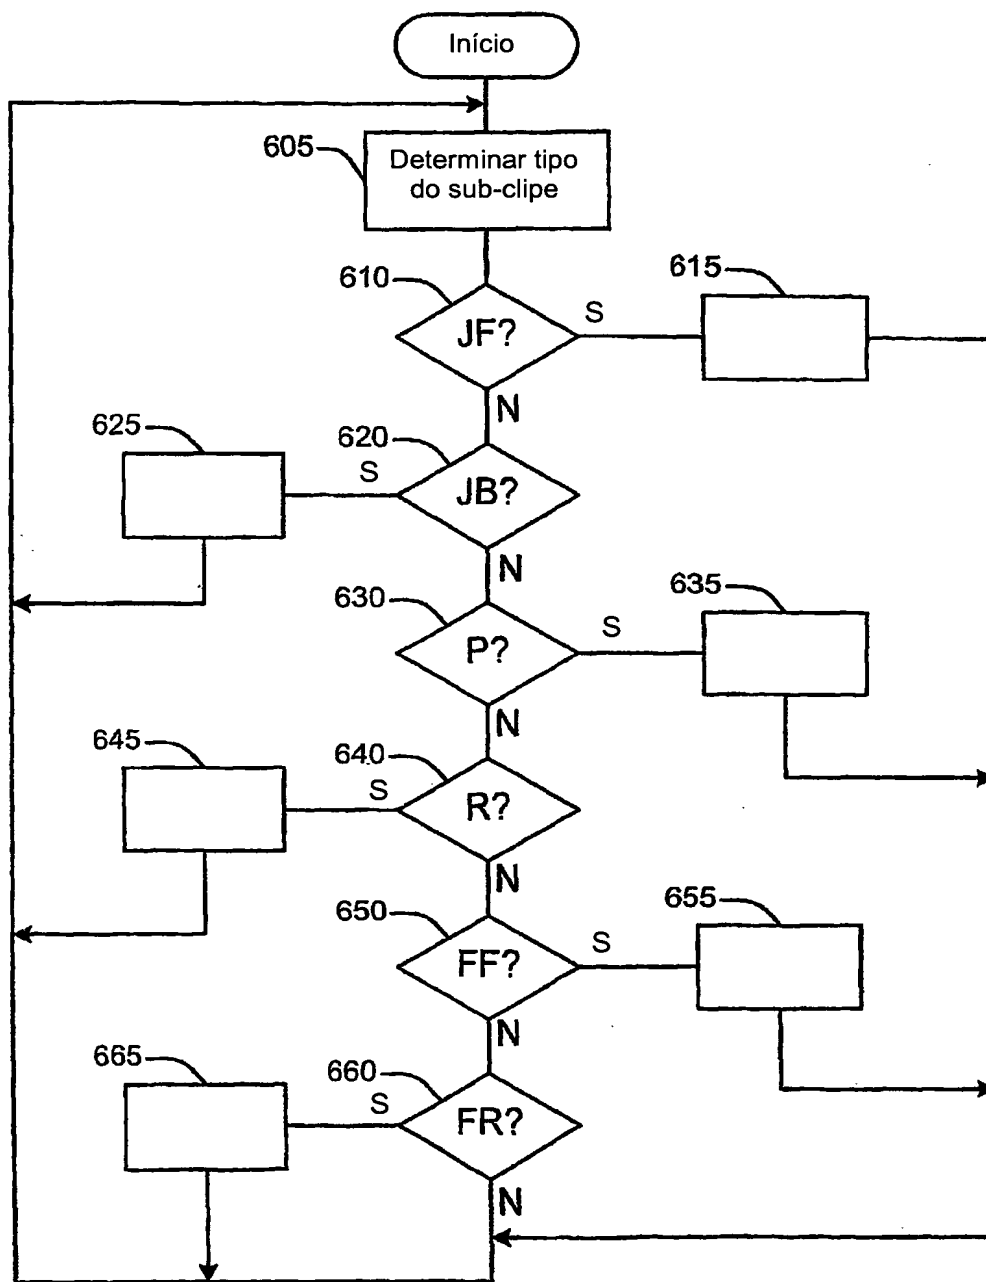 Início
605
Determinar tipo
do sub-clipe
610
615
JF?
S
N
625
620
S
JB?
N
630
635
P?
S
N
645
640
S
R?
N
650
655
FF?
S
N
665
660
S
FR?
N